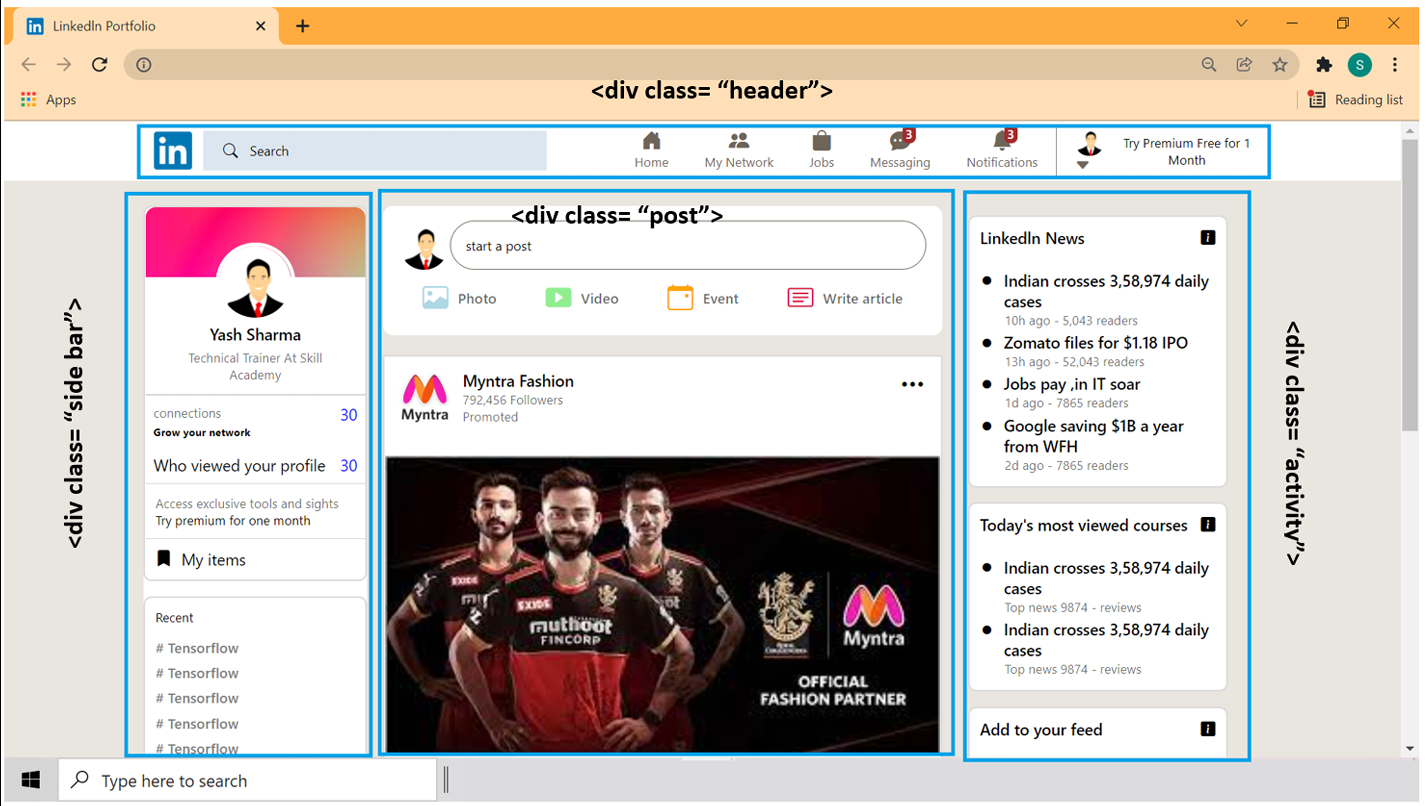 LinkedIn Portfolio
Apps
Reading list
S
<div class= “header”>
in
Search
Home
My Network
Jobs
3
Messaging
3
Notifications
Try Premium Free for 1
Month
<div class= “side bar”>
Yash Sharma
Technical Trainer At Skill
Academy
connections 30
Grow your network
Who viewed your profile 30
Access exclusive tools and sights
Try premium for one month
My items
Recent
# Tensorflow
# Tensorflow
# Tensorflow
# Tensorflow
# Tensorflow
<div class= “post”>
start a post
Photo
Video
Event
Write article
Myntra
Myntra Fashion
792,456 Followers
Promoted
EXIDE
EXIDE
muthoot
FINCORP
Myntra
OFFICIAL
FASHION PARTNER
LinkedIn News
Indian crosses 3,58,974 daily
cases
10h ago - 5,043 readers
Zomato files for $1.18 IPO
13h ago - 52,043 readers
Jobs pay ,in IT soar
1d ago - 7865 readers
Google saving $1B a year
from WFH
2d ago - 7865 readers
Today's most viewed courses
Indian crosses 3,58,974 daily
cases
Top news 9874 - reviews
Indian crosses 3,58,974 daily
cases
Top news 9874 - reviews
Add to your feed
<div class= “activity”>
Type here to search